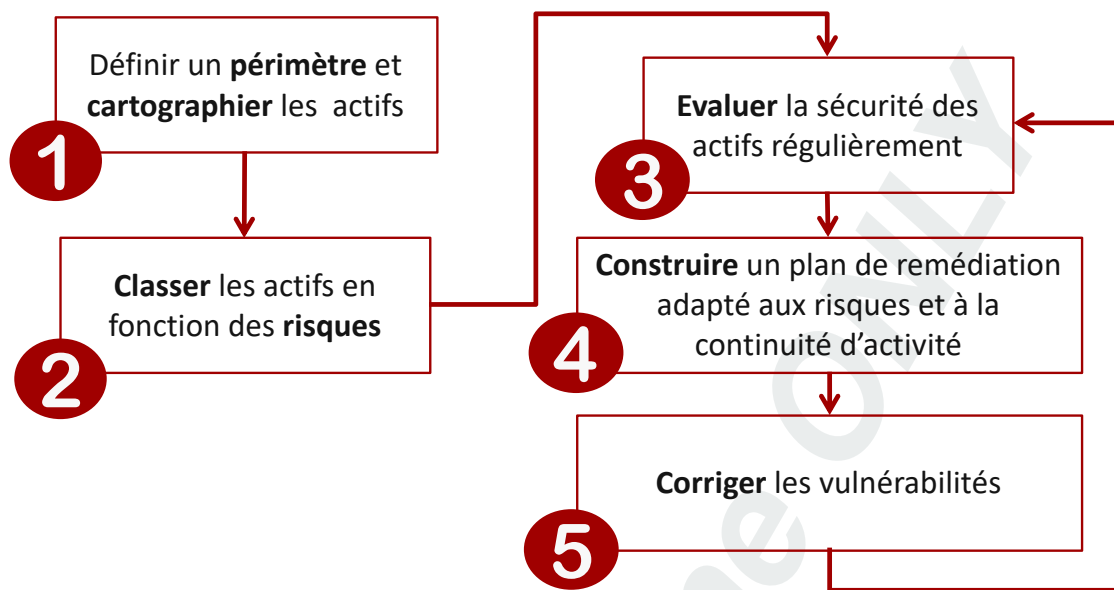 Définir un périmètre et
cartographier les actifs
1
Classer les actifs en
fonction des risques
2
Evaluer la sécurité des
actifs régulièrement
3
Construire un plan de remédiation
adapté aux risques et à la
continuité d’activité
4
Corriger les vulnérabilités
5
ONLY